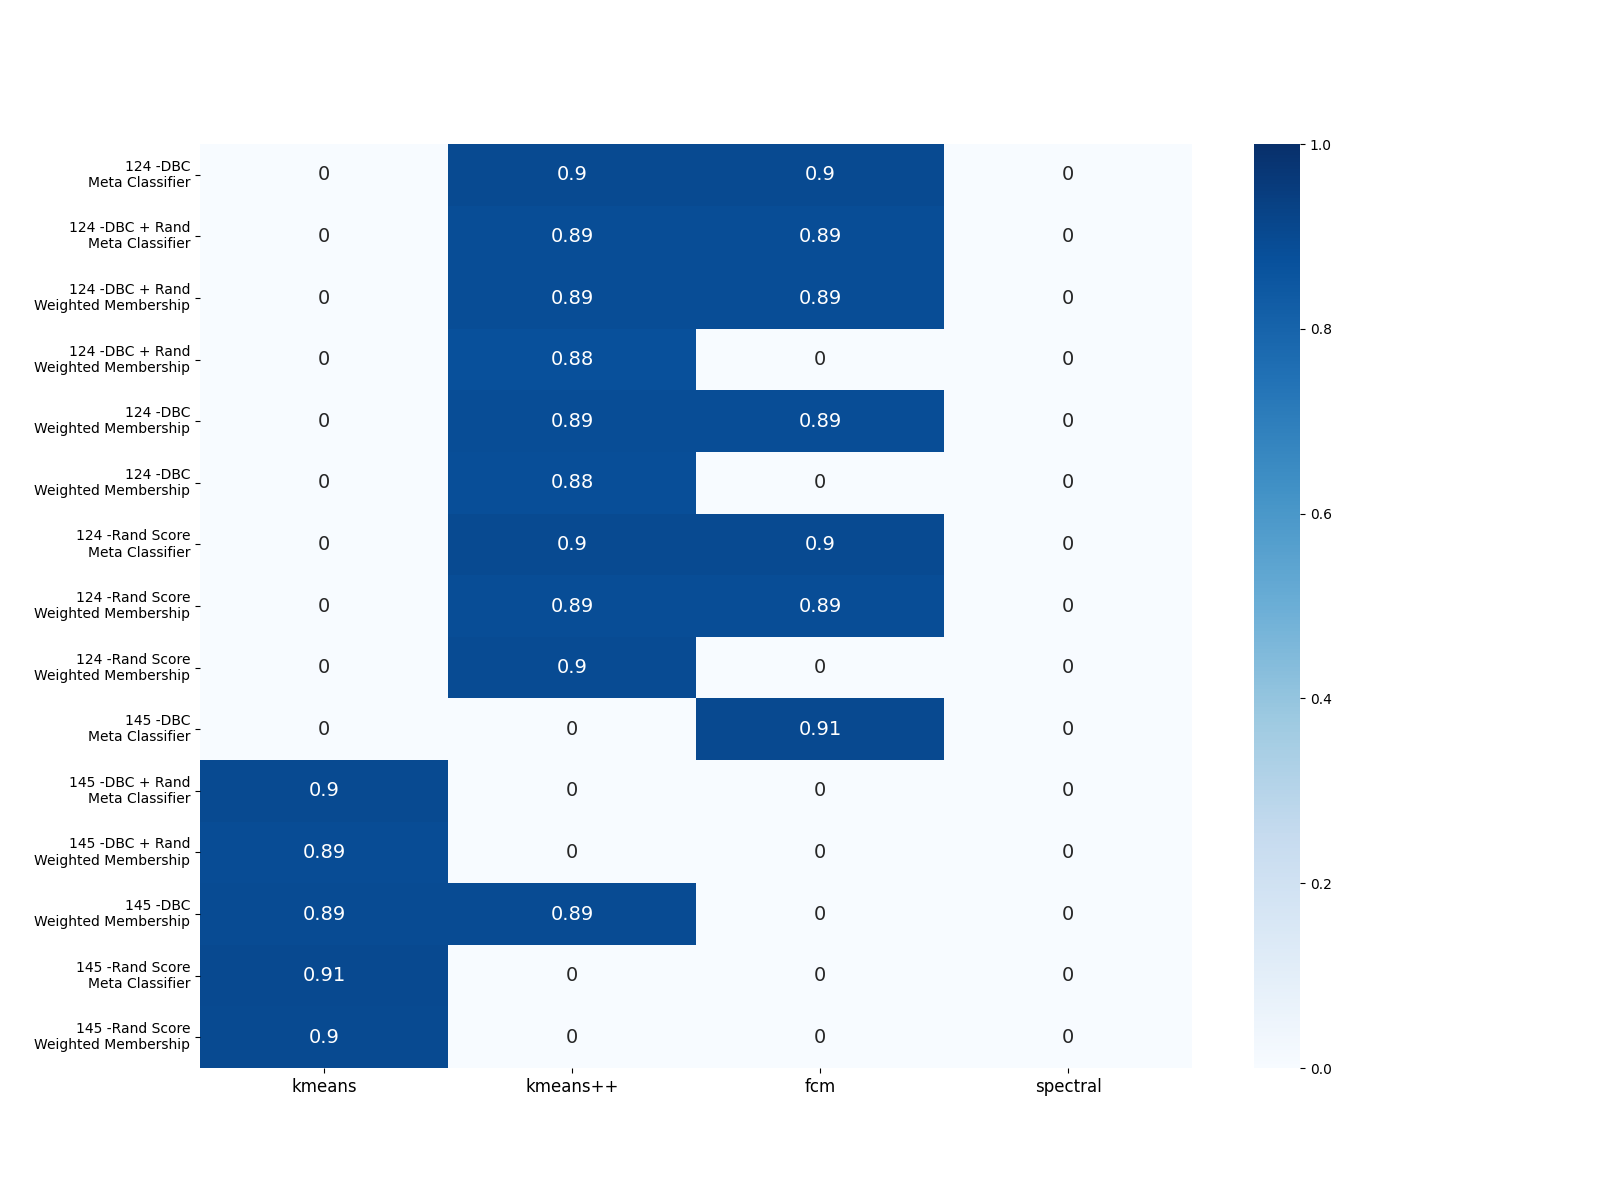 124 -DBC
Meta Classifier
0 0.9 0.9 0
124 -DBC + Rand
Meta Classifier
0 0.89 0.89 0
124 -DBC + Rand
Weighted Membership
0 0.89 0.89 0
124 -DBC + Rand
Weighted Membership
0 0.88 0 0
124 -DBC
Weighted Membership
0 0.89 0.89 0
124 -DBC
Weighted Membership
0 0.88 0 0
124 -Rand Score
Meta Classifier
0 0.9 0.9 0
124 -Rand Score
Weighted Membership
0 0.89 0.89 0
124 -Rand Score
Weighted Membership
0 0.9 0 0
145 -DBC
Meta Classifier
0 0 0.91 0
145 -DBC + Rand
Meta Classifier
0.9 0 0 0
145 -DBC + Rand
Weighted Membership
0.89 0 0 0
145 -DBC
Weighted Membership
0.89 0.89 0 0
145 -Rand Score
Meta Classifier
0.91 0 0 0
145 -Rand Score
Weighted Membership
0.9 0 0 0
kmeans kmeans++ fcm spectral
1.0
0.8
0.6
0.4
0.2
0.0